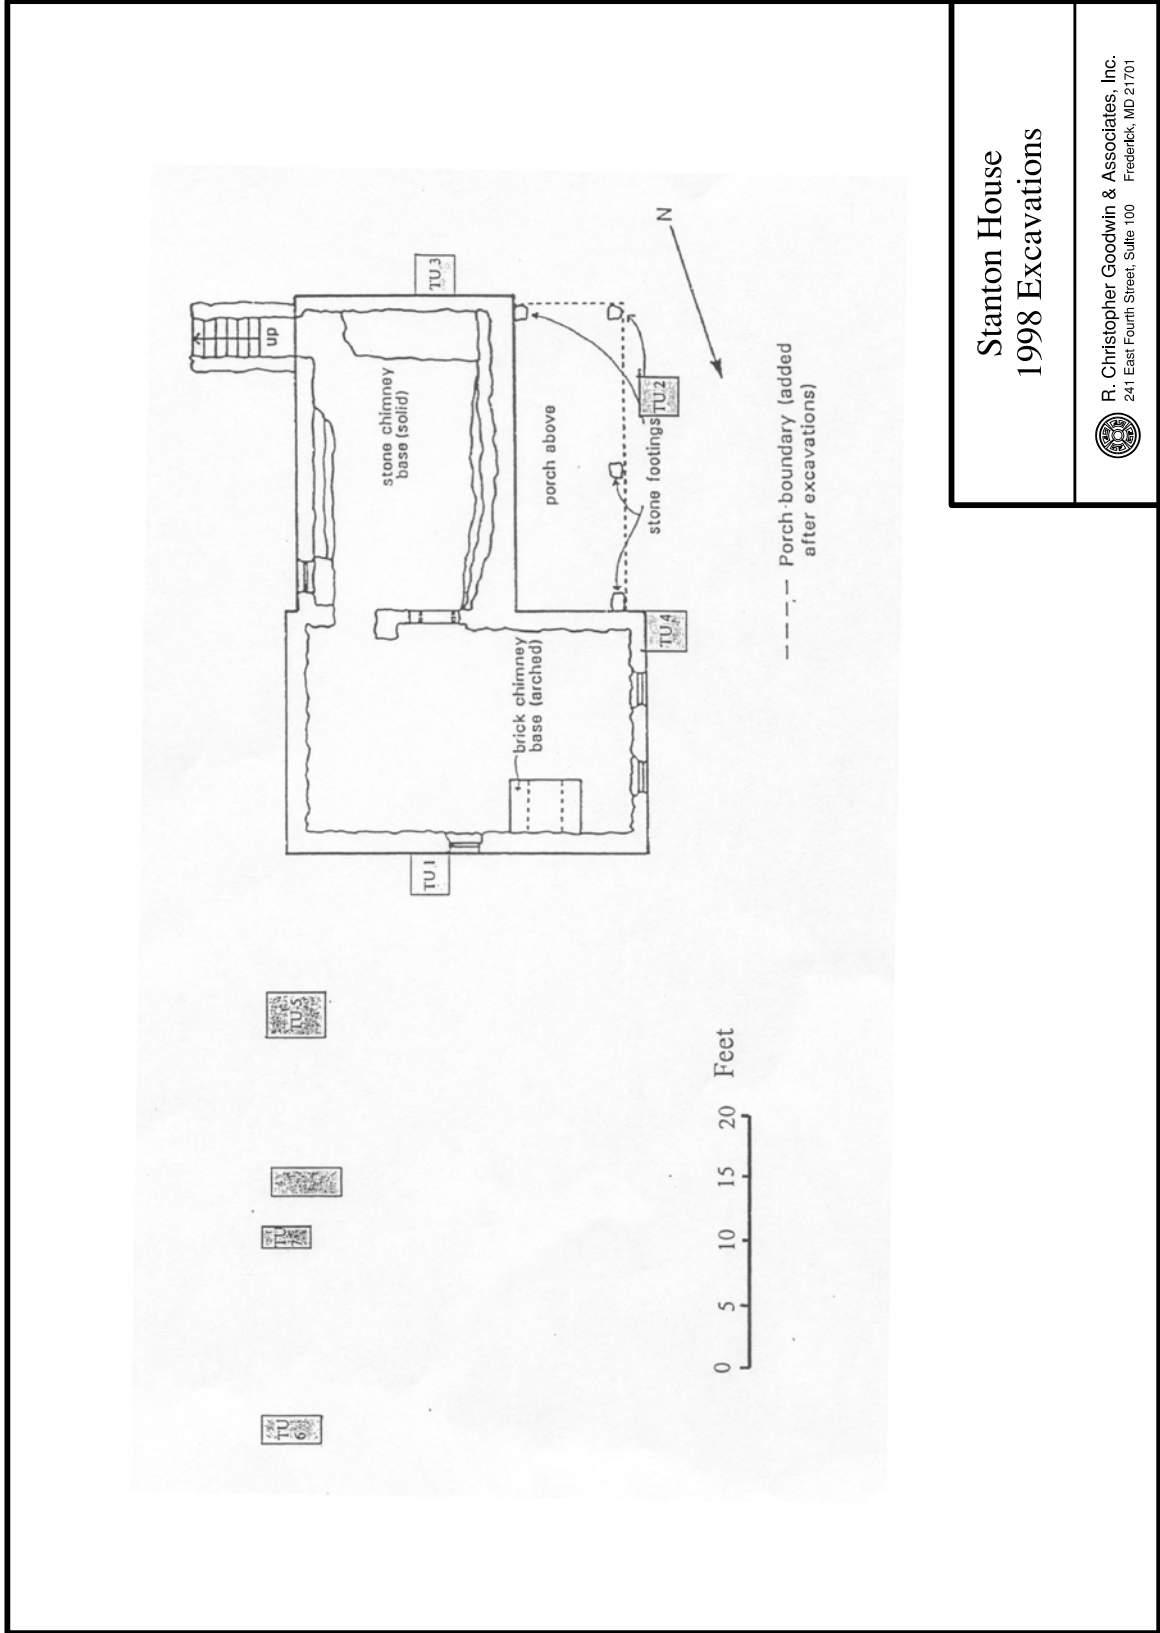 up
TU.3
stone chimney
base (solid)
N
porch above
TU.2
stone footings
TU.4
brick chimney
base (arched)
TU.1
TU.5
TU
7
TU
6
Porch boundary (added
after excavations)
0 5 10 15 20 Feet
Stanton House
1998 Excavations
R. Christopher Goodwin & Associates, Inc.
241 East Fourth Street, Suite 100 Frederick, MD 21701